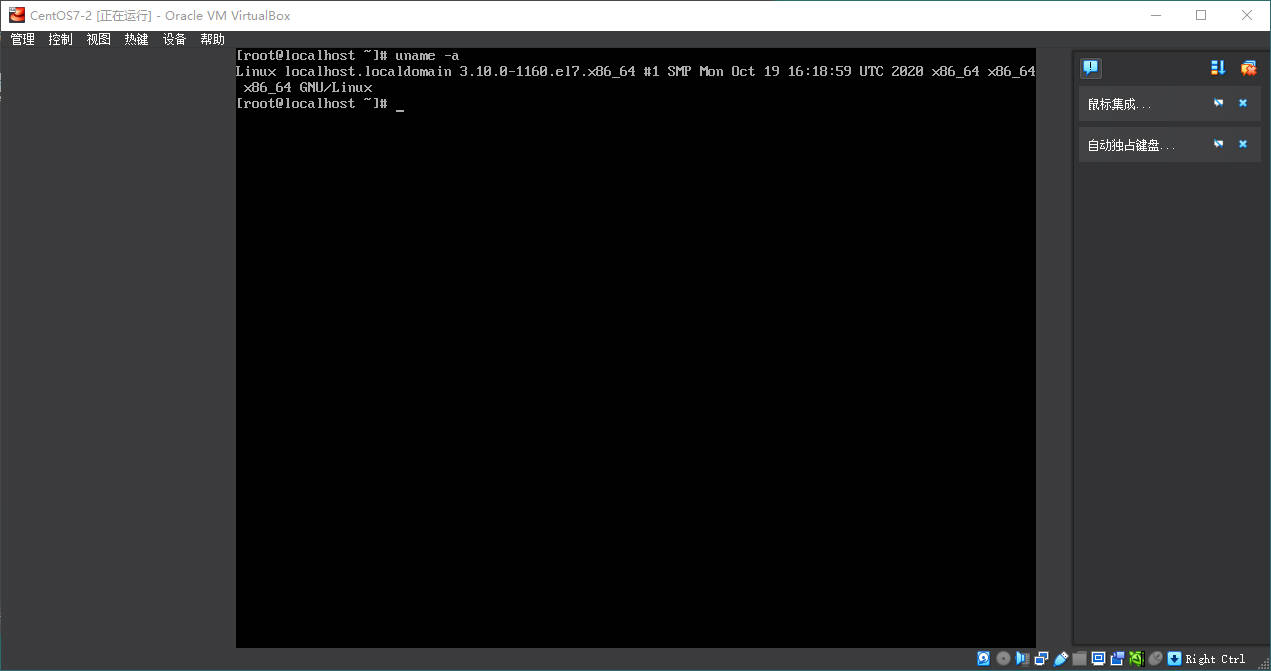 CentOS7-2 [正在运行] - Oracle VM VirtualBox
管理 控制 视图 热键 设备 帮助
[root@localhost ~]# uname -a
Linux localhost.localdomain 3.10.0-1160.el7.x86_64 #1 SMP Mon Oct 19 16:18:59 UTC 2020 x86_64 x86_64
x86_64 GNU/Linux
[root@localhost ~]# _
鼠标集成...
自动独占键盘...
Right Ctrl